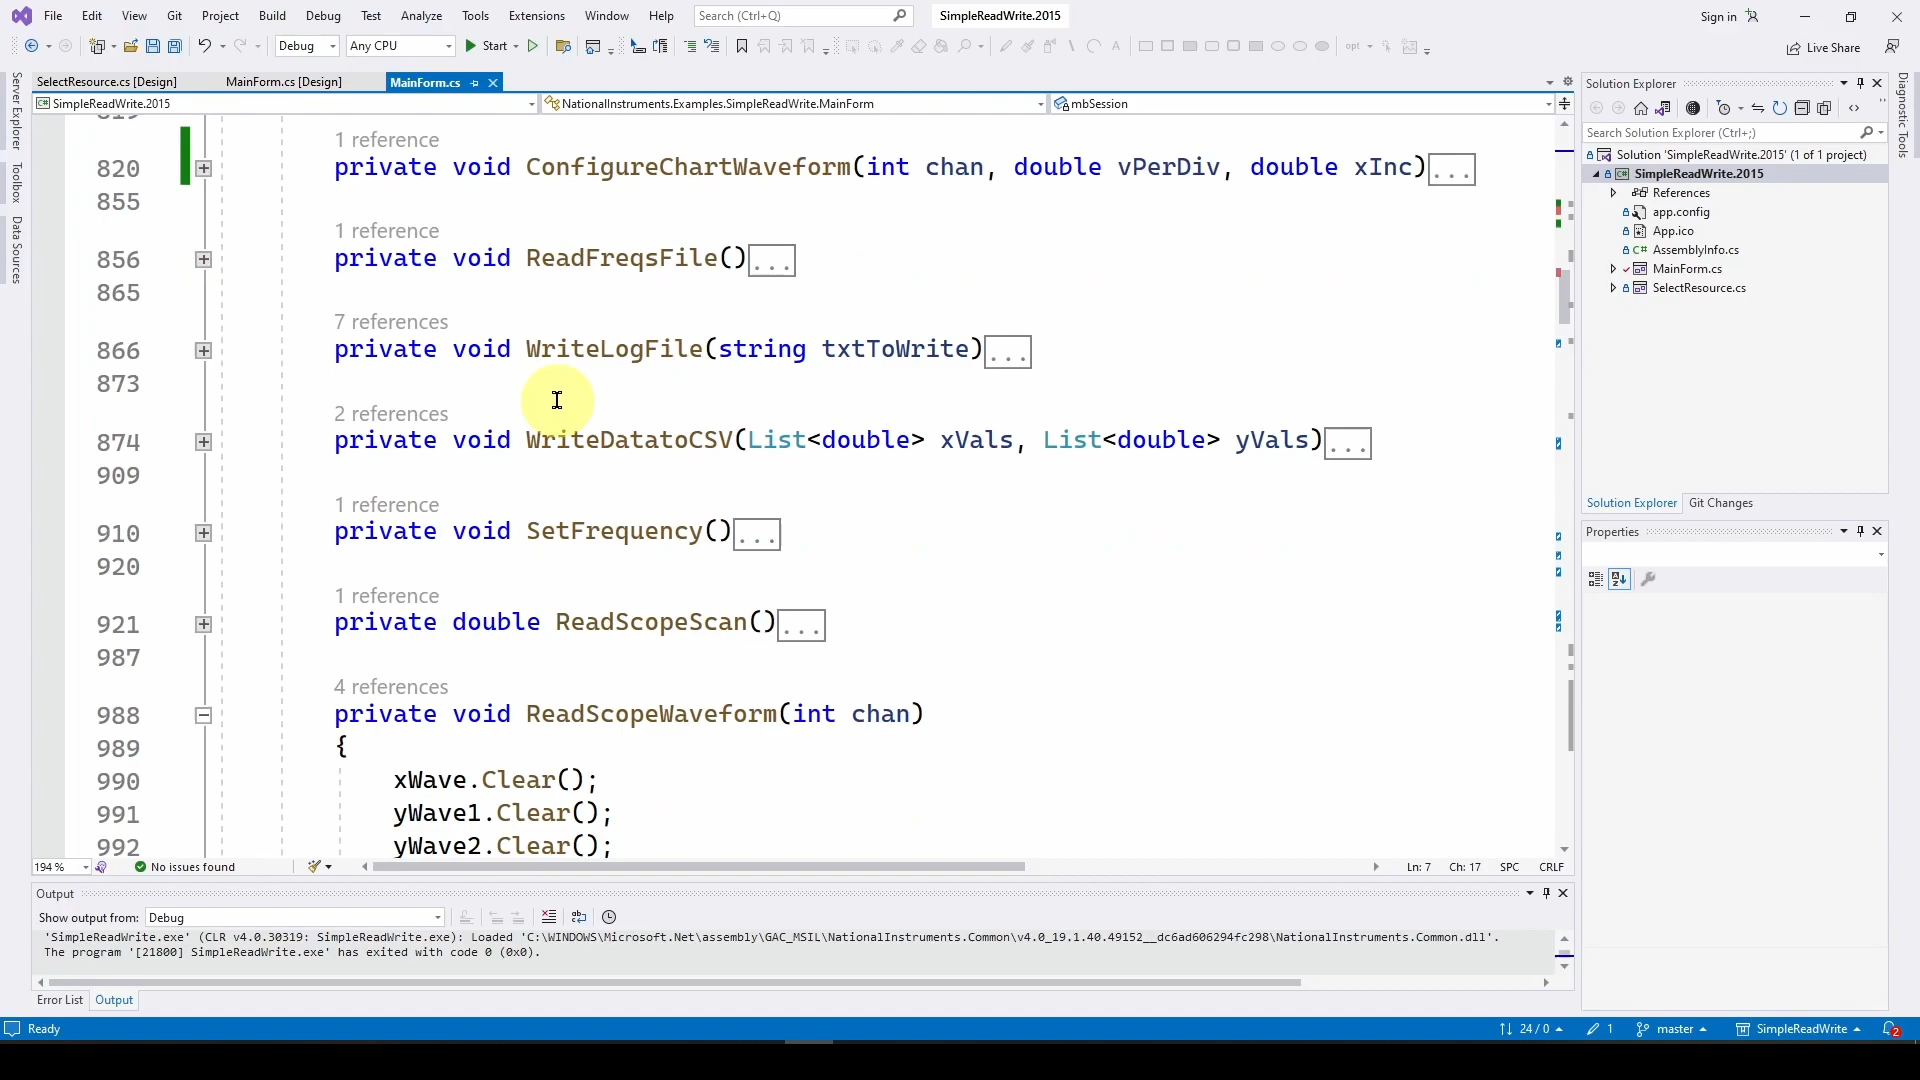 File Edit View Git Project Build Debug Test Analyze Tools Extensions Window Help Search (Ctrl+Q) SimpleReadWrite.2015 Sign in
Debug Any CPU Start Live Share
SelectResource.cs [Design] MainForm.cs [Design] MainForm.cs
SimpleReadWrite.2015 NationalInstruments.Examples.SimpleReadWrite.MainForm mbSession
Server Explorer
Toolbox
Data Sources
819
1 reference
820 private void ConfigureChartWaveform(int chan, double vPerDiv, double xInc)...
855
1 reference
856 private void ReadFreqsFile()...
865
7 references
866 private void WriteLogFile(string txtToWrite)...
873
2 references
874 private void WriteDatatoCSV(List<double> xVals, List<double> yVals)...
909
1 reference
910 private void SetFrequency()...
920
1 reference
921 private double ReadScopeScan()...
987
4 references
988 private void ReadScopeWaveform(int chan)
989 {
990 xWave.Clear();
991 yWave1.Clear();
992 yWave2.Clear();
194 % No issues found Ln: 7 Ch: 17 SPC CRLF
Output
Show output from: Debug
'SimpleReadWrite.exe' (CLR v4.0.30319: SimpleReadWrite.exe): Loaded 'C:\WINDOWS\Microsoft.Net\assembly\GAC_MSIL\NationalInstruments.Common\v4.0_19.1.40.49152__dc6ad606294fc298\NationalInstruments.Common.dll'.
The program '[21800] SimpleReadWrite.exe' has exited with code 0 (0x0).
Error List Output
Solution Explorer
Search Solution Explorer (Ctrl+;)
Solution 'SimpleReadWrite.2015' (1 of 1 project)
SimpleReadWrite.2015
References
app.config
App.ico
AssemblyInfo.cs
MainForm.cs
SelectResource.cs
Solution Explorer Git Changes
Properties
Diagnostic Tools
Ready 24 / 0 1 master SimpleReadWrite 2